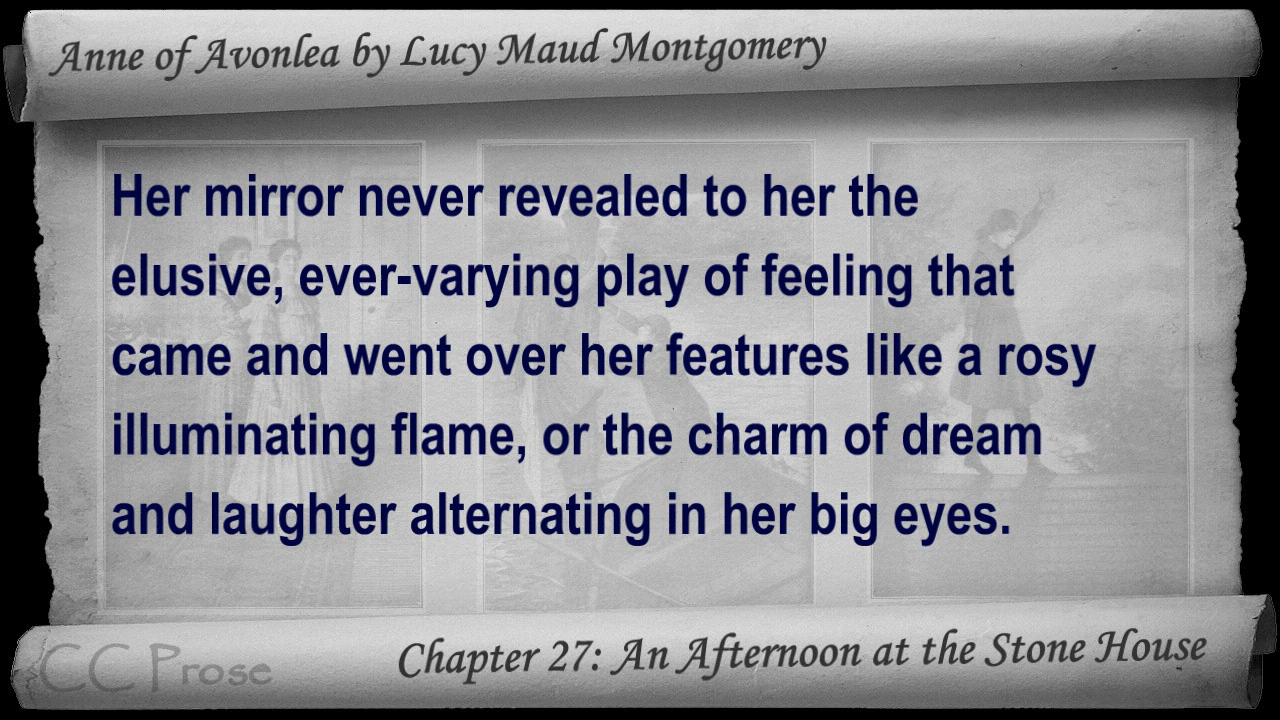 Anne of Avonlea by Lucy Maud Montgomery
Her mirror never revealed to her the
elusive, ever-varying play of feeling that
came and went over her features like a rosy
illuminating flame, or the charm of dream
and laughter alternating in her big eyes.
CC Prose
Chapter 27: An Afternoon at the Stone House